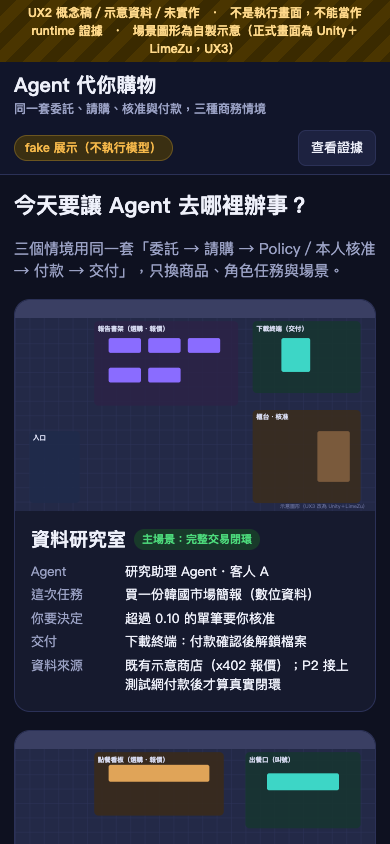 UX2 概念稿 / 示意資料 / 未實作 · 不是執行畫面，不能當作
runtime 證據 · 場景圖形為自製示意（正式畫面為 Unity＋
LimeZu，UX3）
Agent 代你購物
同一套委託、請購、核准與付款，三種商務情境
fake 展示（不執行模型）
查看證據
今天要讓 Agent 去哪裡辦事？
三個情境用同一套「委託 → 請購 → Policy / 本人核准
→ 付款 → 交付」，只換商品、角色任務與場景。
報告書架（選購・報價）
下載終端（交付）
櫃台・核准
入口
資料研究室
主場景：完整交易閉環
Agent 研究助理 Agent・客人 A
這次任務 買一份韓國市場簡報（數位資料）
你要決定 超過 0.10 的單筆要你核准
交付 下載終端：付款確認後解鎖檔案
資料來源 既有示意商店（x402 報價）；P2 接上
測試網付款後才算真實閉環
點餐看板（選購・報價）
出餐口（叫號）